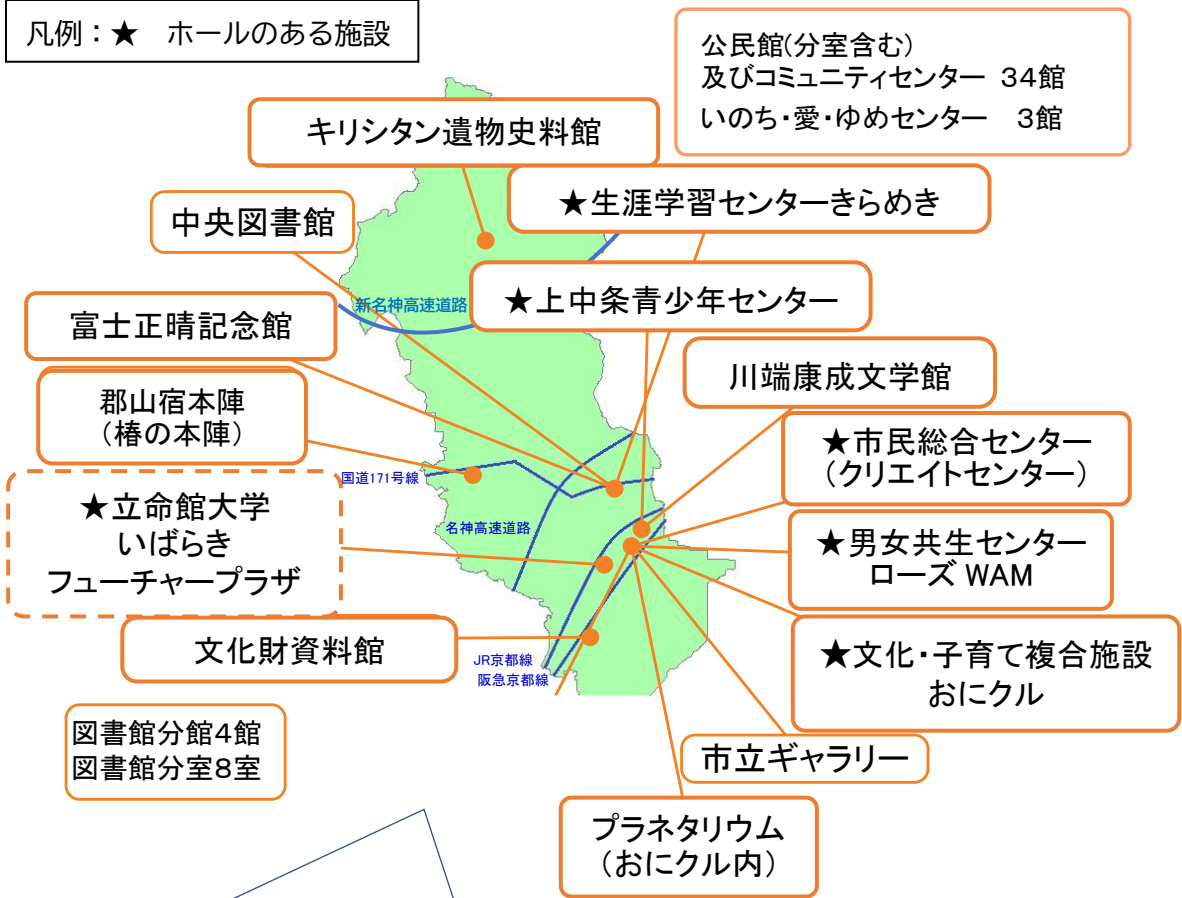 凡例：★　ホールのある施設
公民館(分室含む)
及びコミュニティセンター 34館
いのち・愛・ゆめセンター　3館
キリシタン遺物史料館
★生涯学習センターきらめき
中央図書館
★上中条青少年センター
新名神高速道路
富士正晴記念館
川端康成文学館
郡山宿本陣
（椿の本陣）
★市民総合センター
（クリエイトセンター）
国道171号線
★立命館大学
いばらき
フューチャープラザ
名神高速道路
★男女共生センター
ローズ WAM
文化財資料館
JR京都線
阪急京都線
★文化・子育て複合施設
おにクル
図書館分館4館
図書館分室8室
市立ギャラリー
プラネタリウム
（おにクル内）